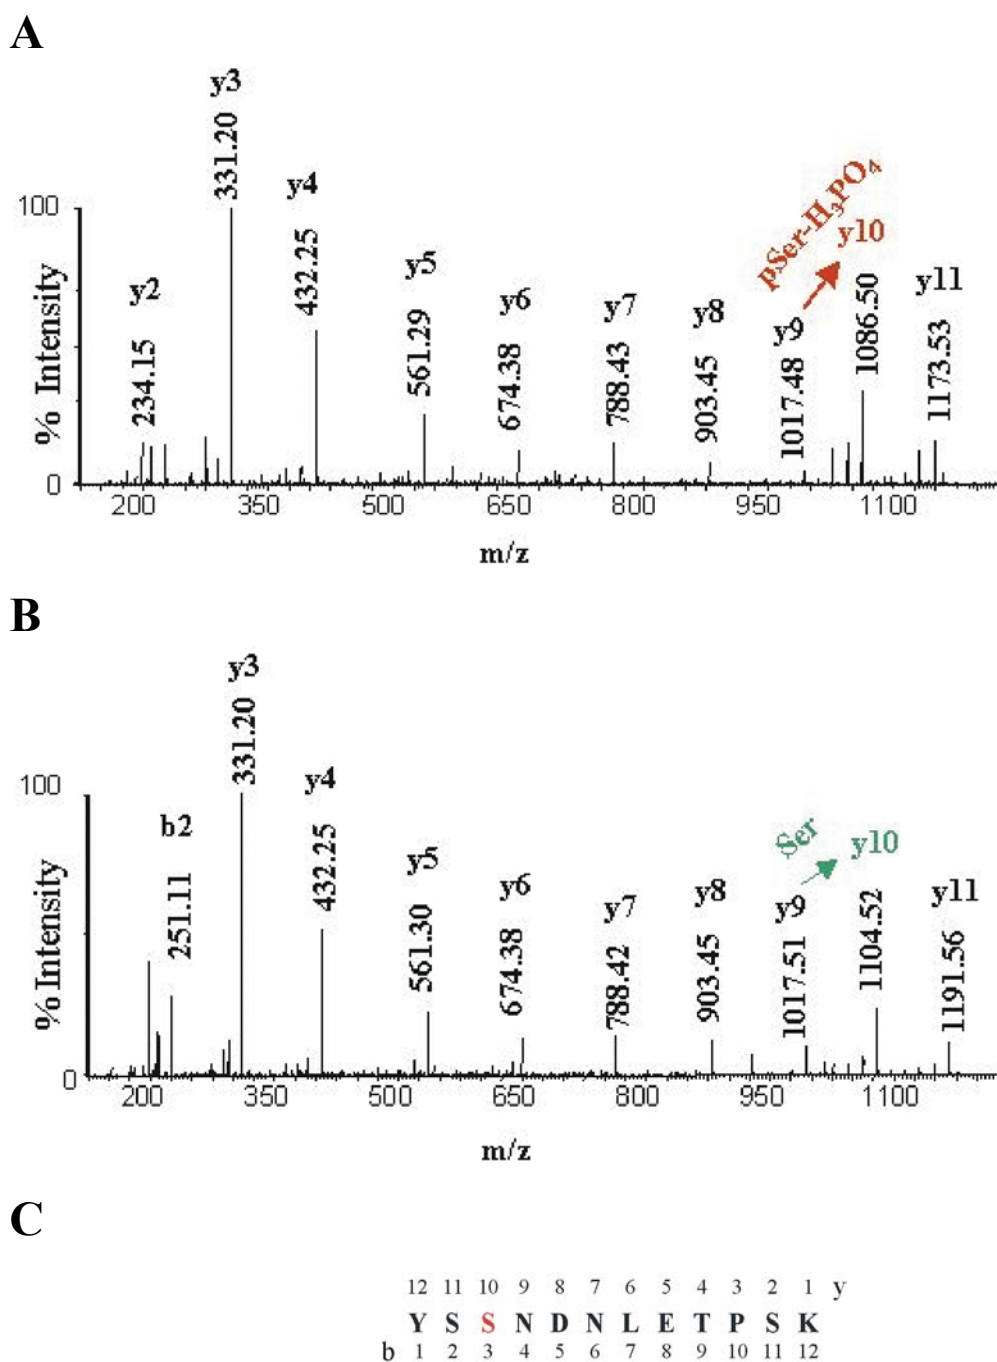 A
y3
331.20
y4
432.25
y2
234.15
y5
561.29
y6
674.38
y7
788.43
y8
903.45
y9
1017.48
pSer-H₃PO₄
y10
1086.50
y11
1173.53
100
0
% Intensity
200 350 500 650 800 950 1100
m/z
B
y3
331.20
y4
432.25
b2
251.11
y5
561.30
y6
674.38
y7
788.42
y8
903.45
y9
1017.51
Ser
y10
1104.52
y11
1191.56
100
0
% Intensity
200 350 500 650 800 950 1100
m/z
C
12 11 10 9 8 7 6 5 4 3 2 1 y
Y S S N D N L E T P S K
b 1 2 3 4 5 6 7 8 9 10 11 12